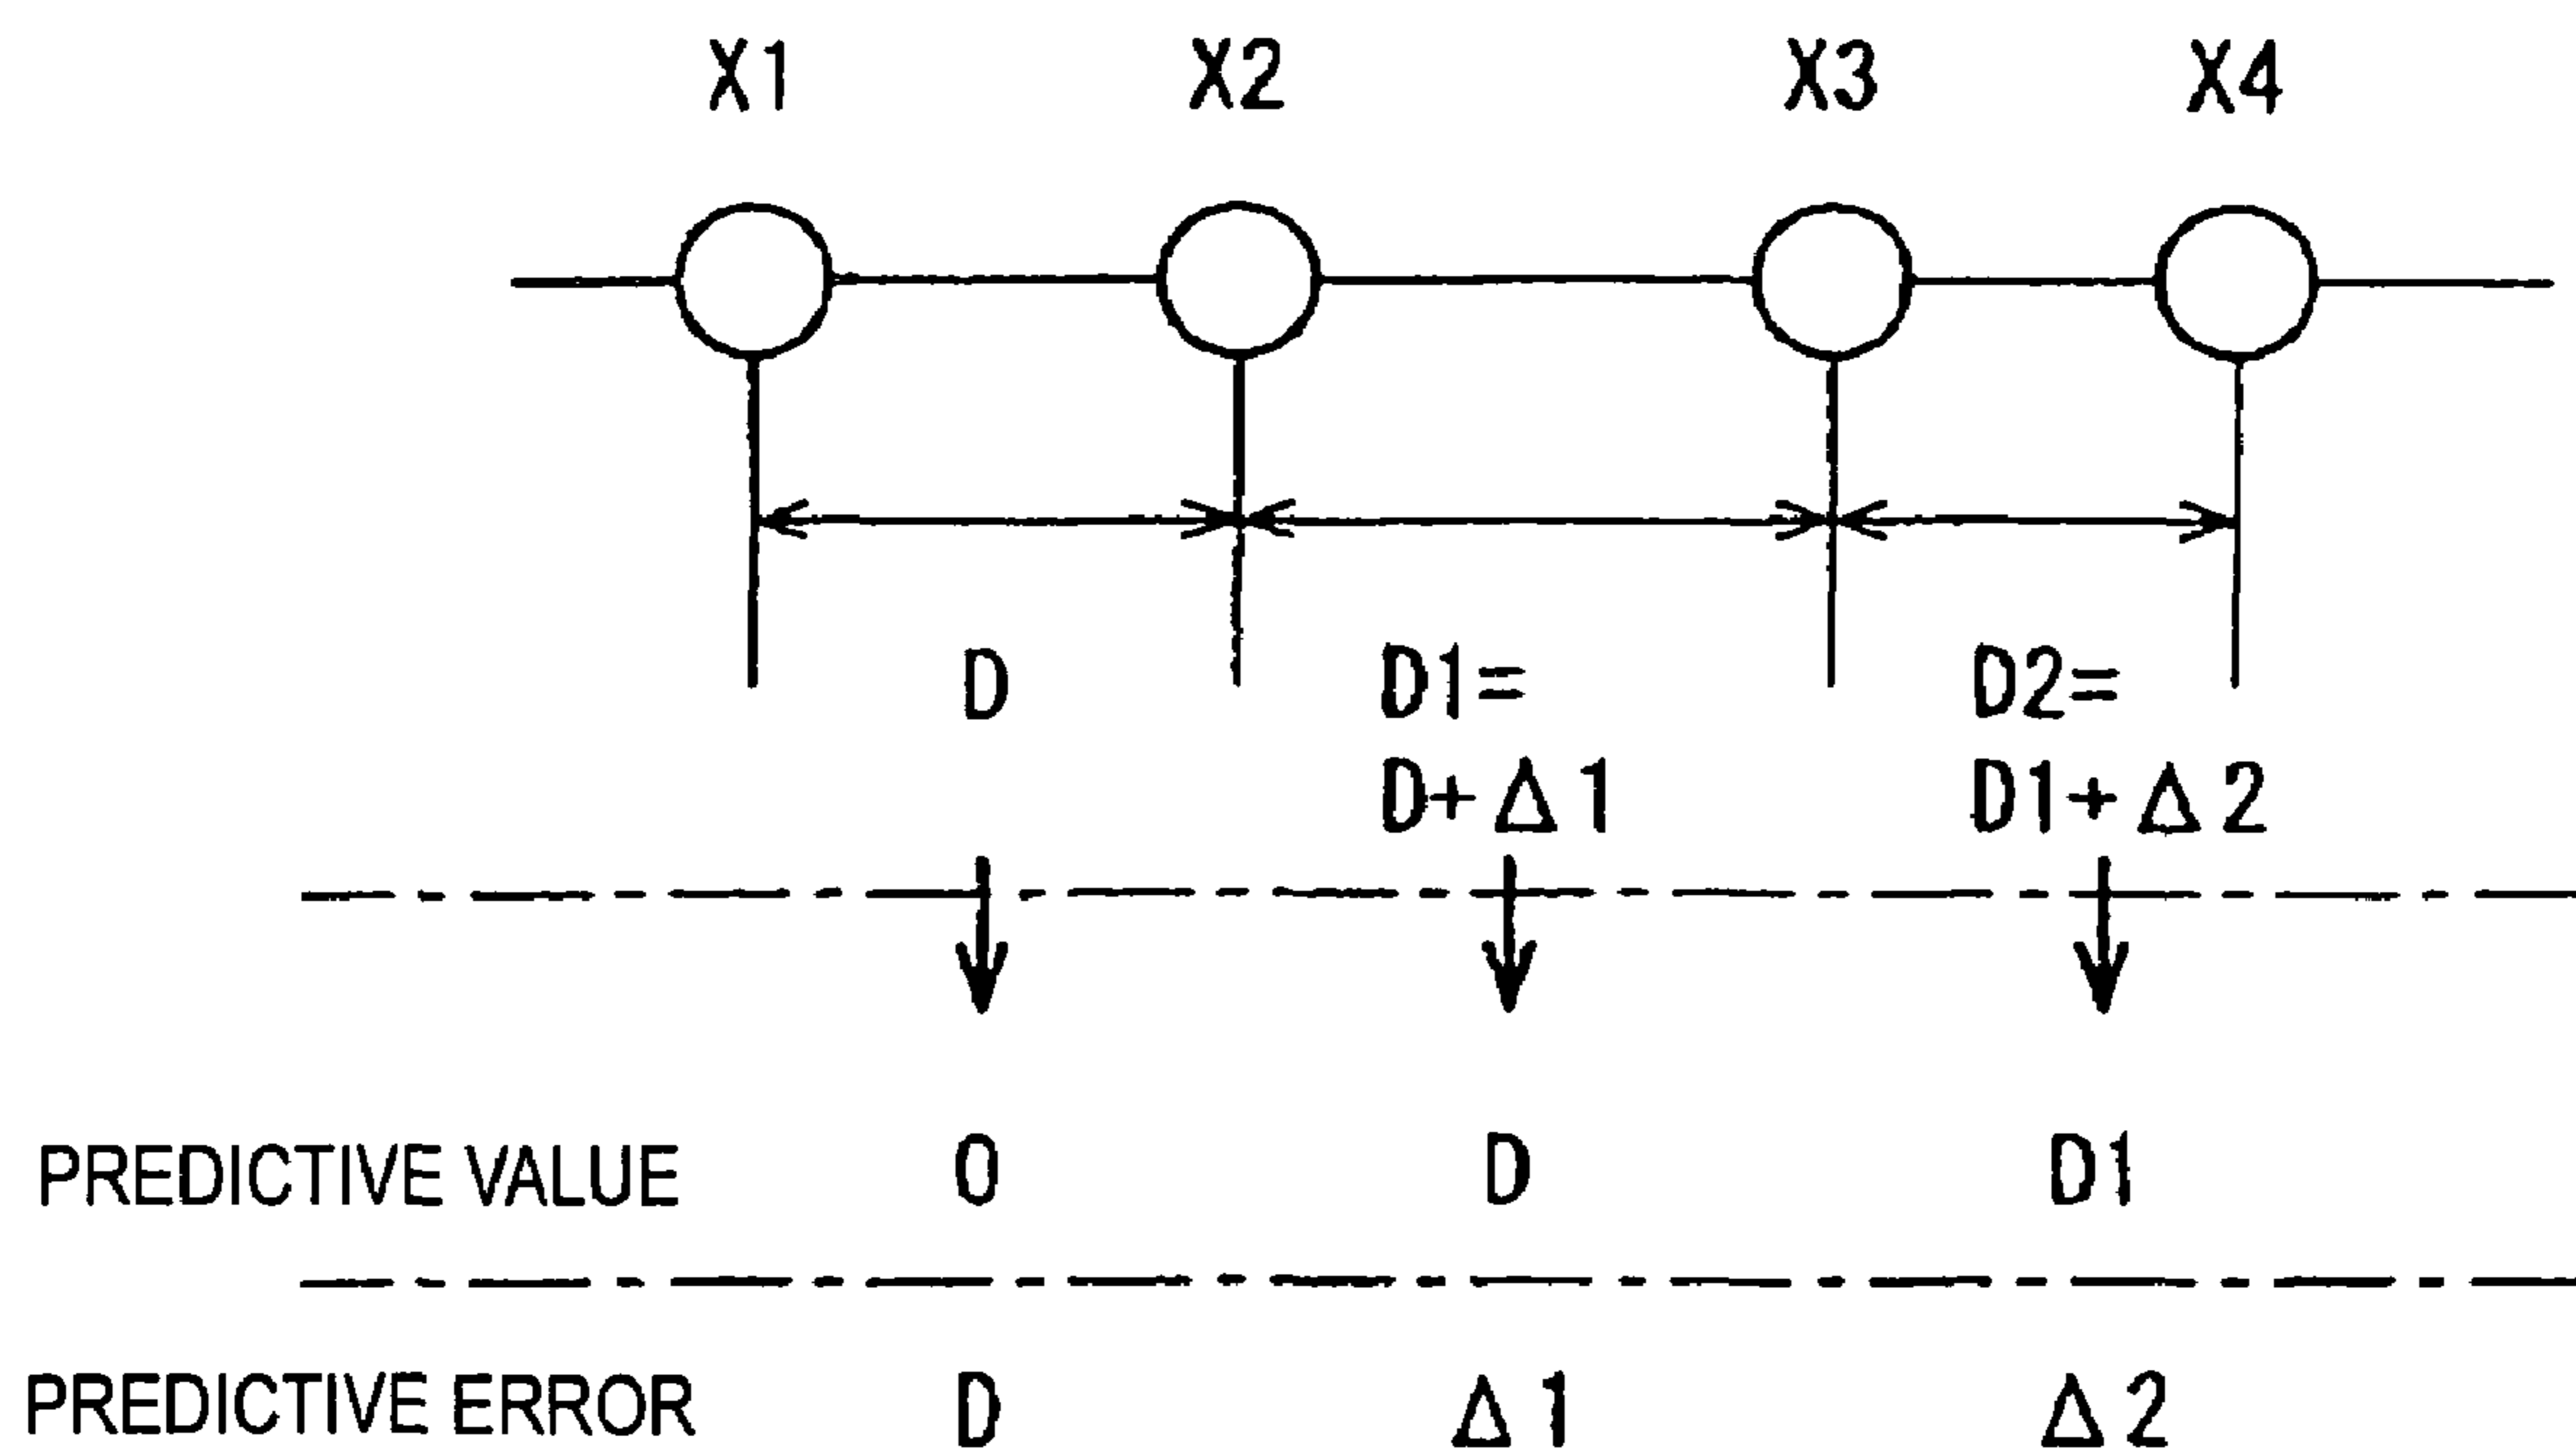 X1 X2 X3 X4
D D1= D2=
D+Δ1 D1+Δ2
PREDICTIVE VALUE 0 D D1
PREDICTIVE ERROR D Δ1 Δ2